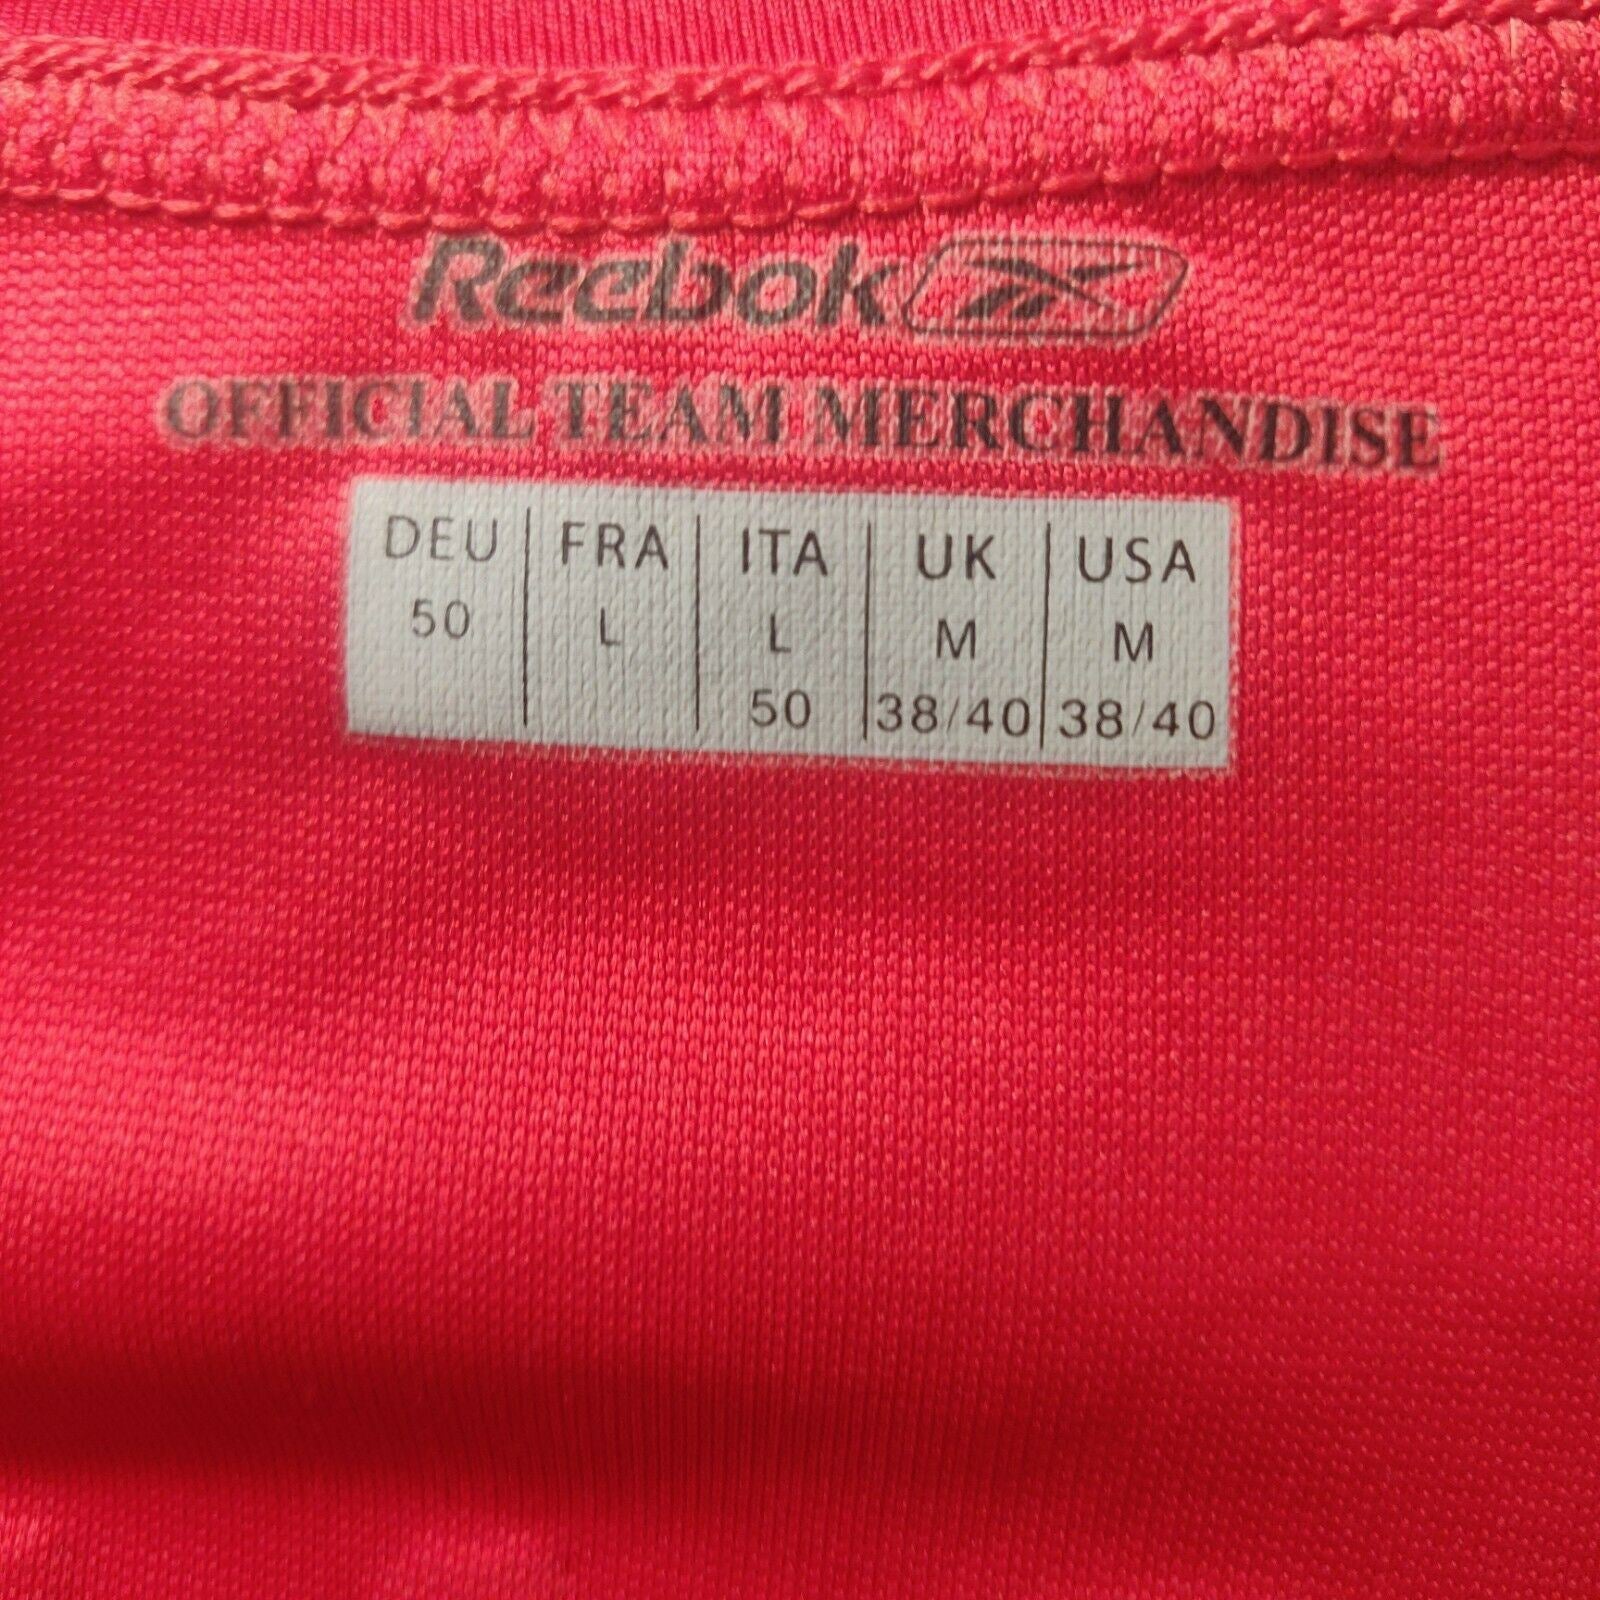 Reebok
OFFICIAL TEAM MERCHANDISE
DEU FRA ITA UK USA
50 L L M M
50 38/40 38/40